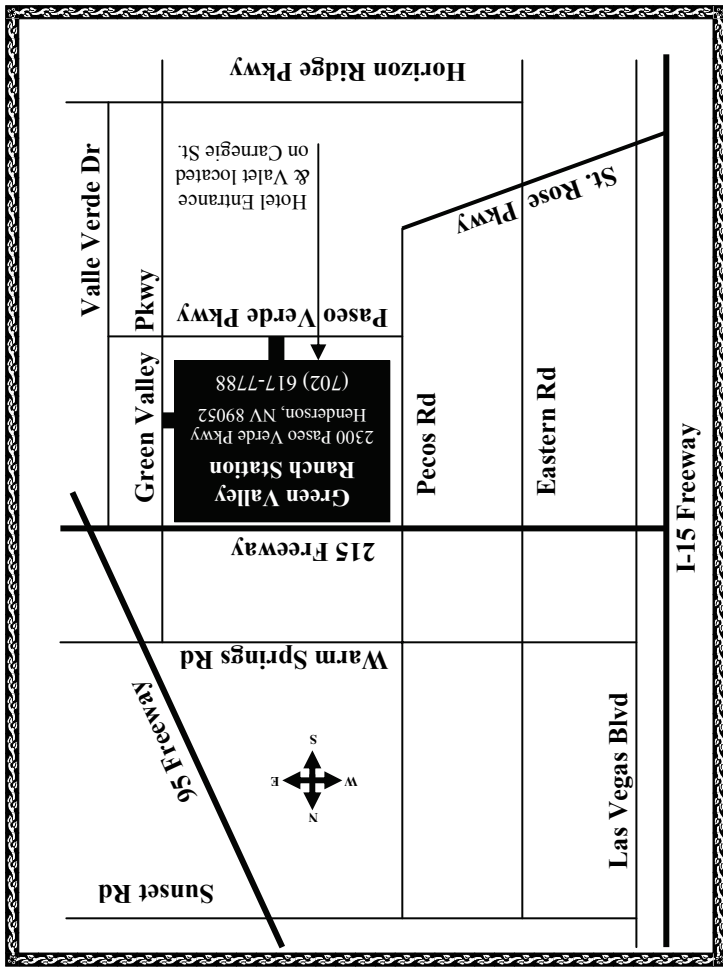 Sunset Rd
95 Freeway
N
W
E
S
Las Vegas Blvd
Warm Springs Rd
215 Freeway
I-15 Freeway
Eastern Rd
Pecos Rd
Green Valley
Ranch Station
2300 Paseo Verde Pkwy
Henderson, NV 89052
(702) 617-7788
Green Valley Pkwy
Paseo Verde Pkwy
Valle Verde Dr
St. Rose Pkwy
Hotel Entrance
& Valet located
on Carnegie St.
Horizon Ridge Pkwy